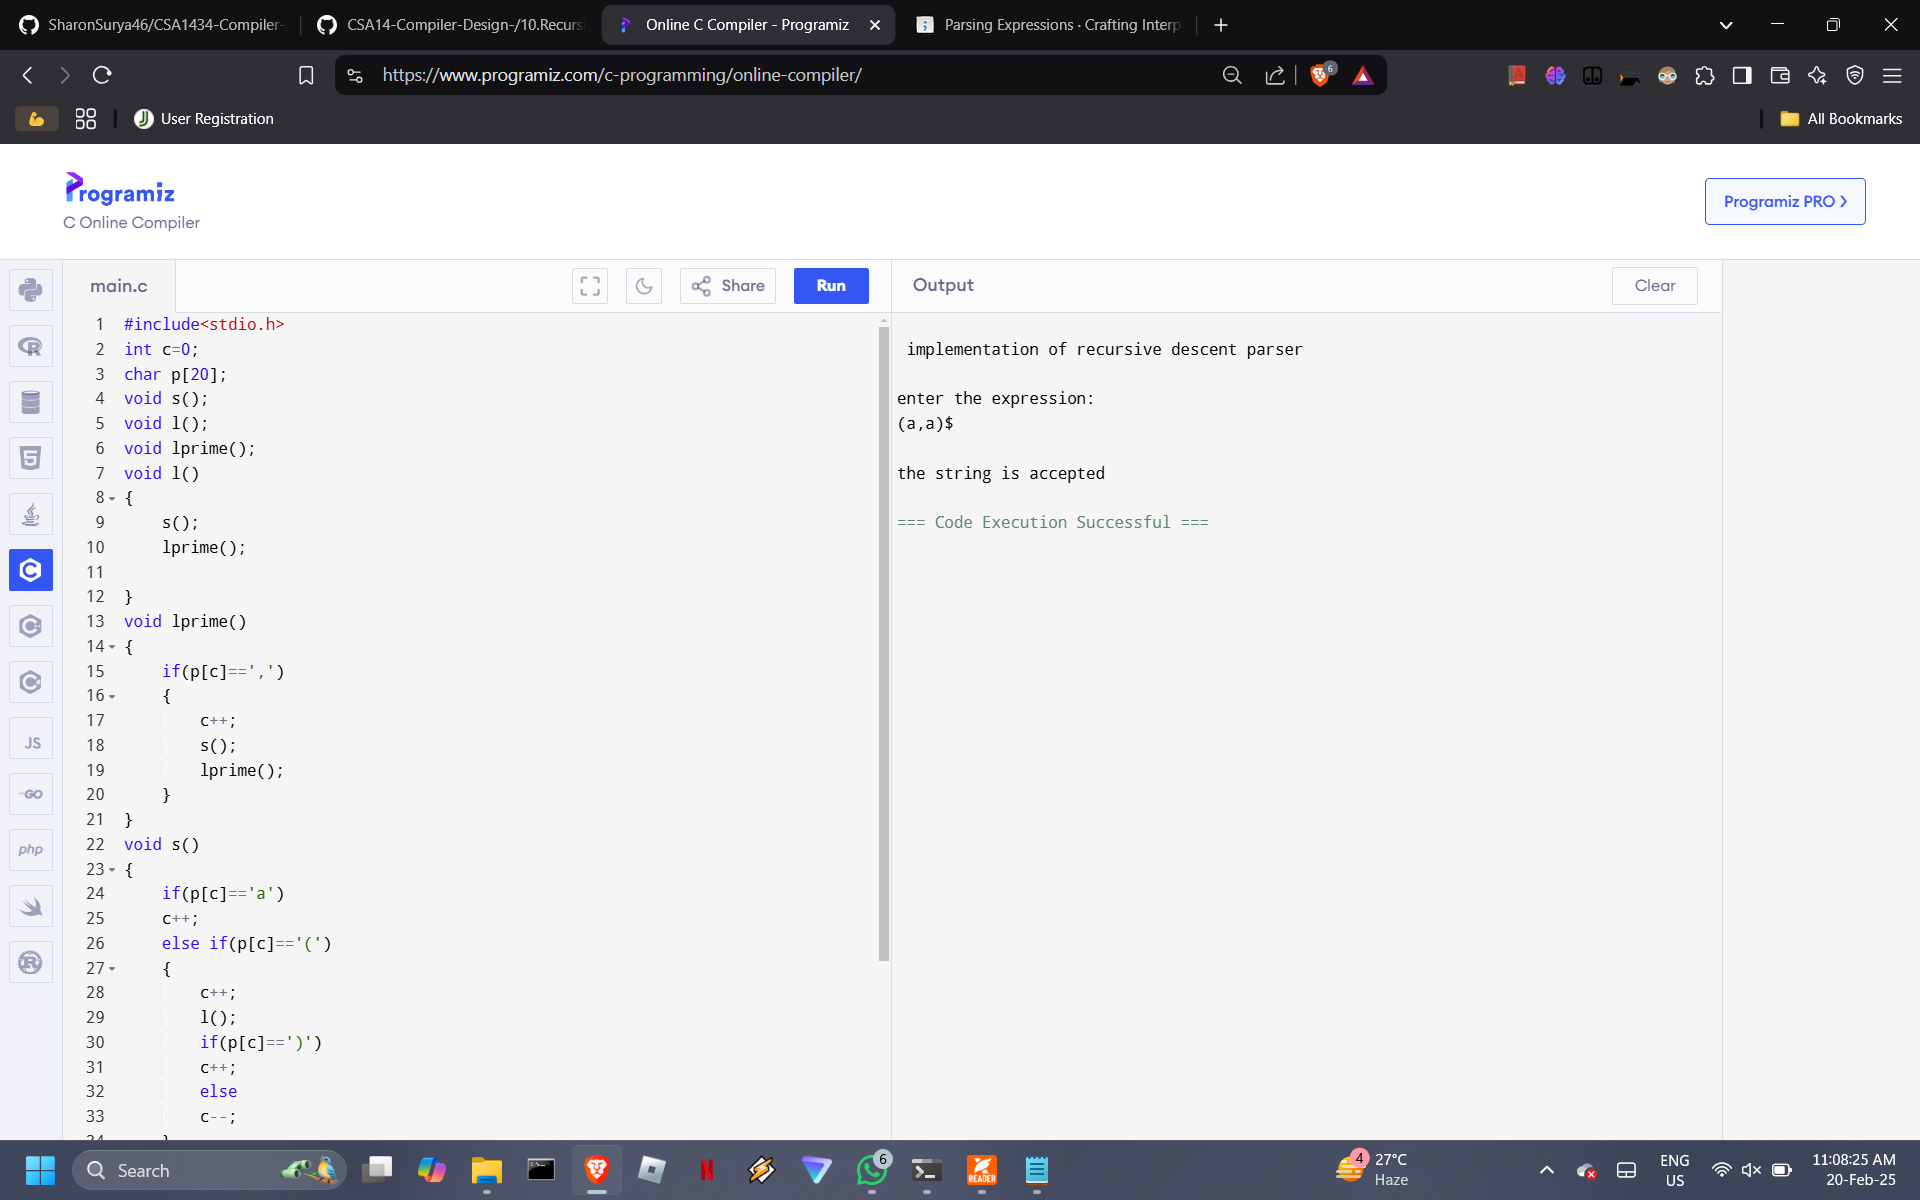 SharonSurya46/CSA1434-Compiler-
CSA14-Compiler-Design-/10.Recurs
Online C Compiler - Programiz
Parsing Expressions · Crafting Interp
https://www.programiz.com/c-programming/online-compiler/
6
User Registration
All Bookmarks
Programiz
C Online Compiler
Programiz PRO
main.c
Share
Run
Output
Clear
1 #include<stdio.h>
2 int c=0;
3 char p[20];
4 void s();
5 void l();
6 void lprime();
7 void l()
8 {
9 s();
10 lprime();
11
12 }
13 void lprime()
14 {
15 if(p[c]==',')
16 {
17 c++;
18 s();
19 lprime();
20 }
21 }
22 void s()
23 {
24 if(p[c]=='a')
25 c++;
26 else if(p[c]=='(')
27 {
28 c++;
29 l();
30 if(p[c]==')')
31 c++;
32 else
33 c--;
implementation of recursive descent parser
enter the expression:
(a,a)$
the string is accepted
=== Code Execution Successful ===
JS
GO
php
Search
6
READER
4
27°C
Haze
ENG
US
11:08:25 AM
20-Feb-25